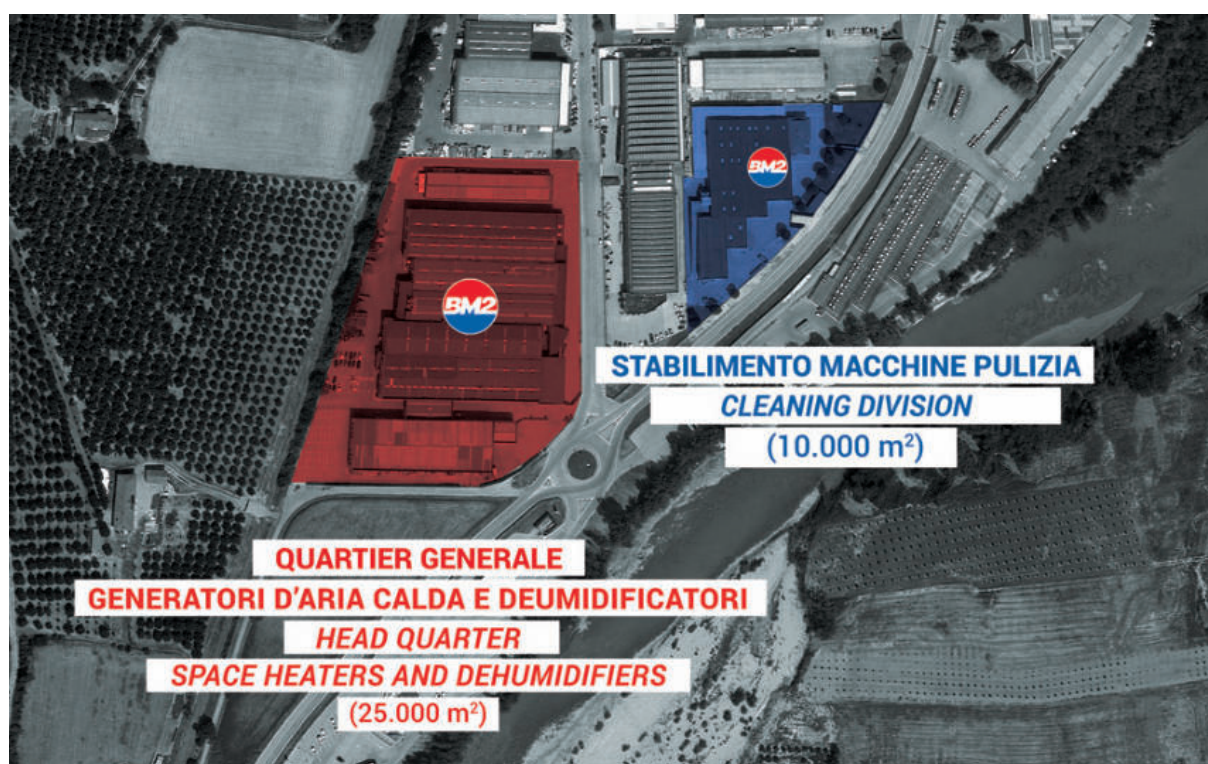 BM2
BM2
STABILIMENTO MACCHINE PULIZIA
CLEANING DIVISION
(10.000 m²)
QUARTIER GENERALE
GENERATORI D'ARIA CALDA E DEUMIDIFICATORI
HEAD QUARTER
SPACE HEATERS AND DEHUMIDIFIERS
(25.000 m²)